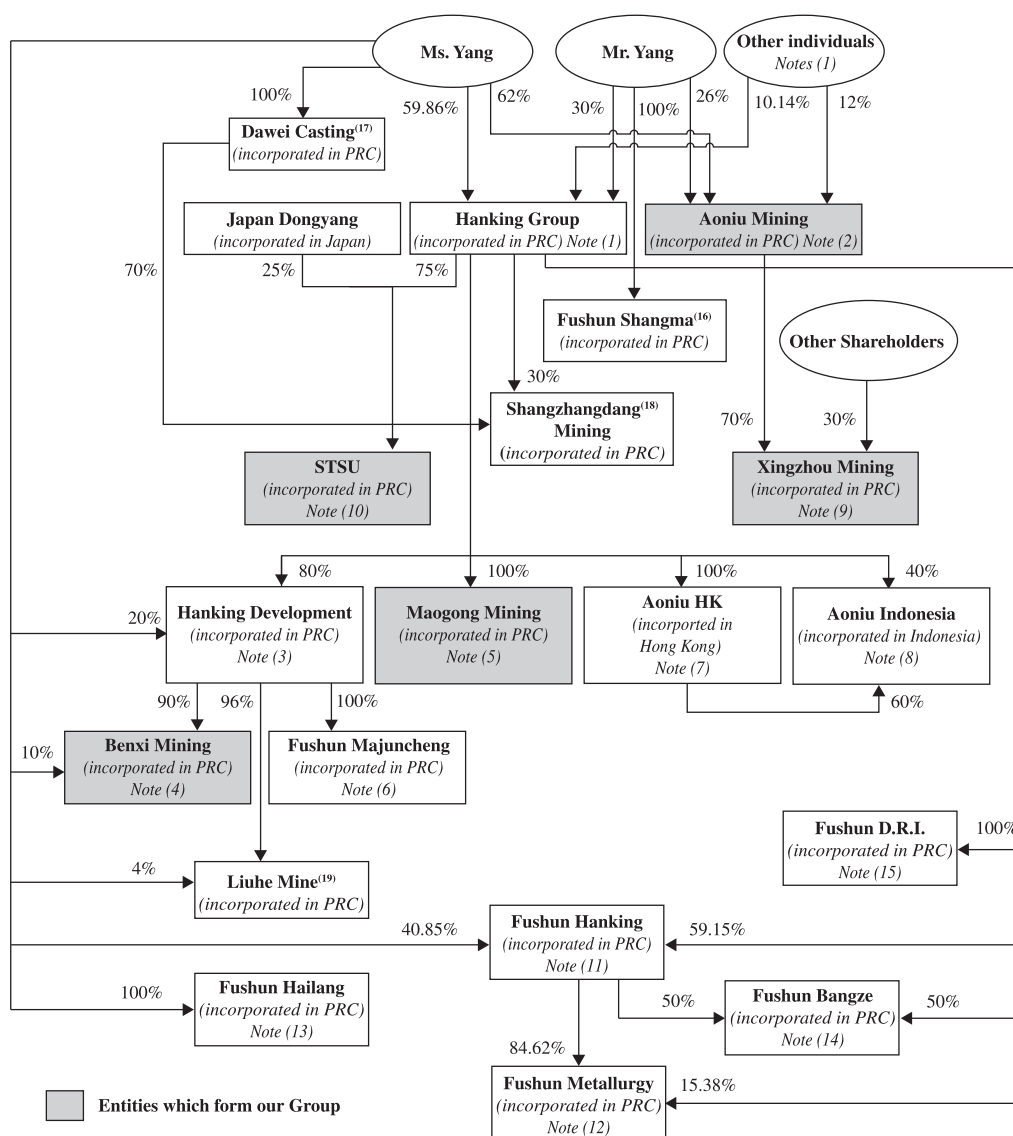 Ms. Yang
Mr. Yang
Other individuals
Notes (1)
100%
59.86%
62%
30%
100%
26%
10.14%
12%
Dawei Casting(17)
(incorporated in PRC)
Japan Dongyang
(incorporated in Japan)
Hanking Group
(incorporated in PRC) Note (1)
Aoniu Mining
(incorporated in PRC) Note (2)
70%
25%
75%
Fushun Shangma(16)
(incorporated in PRC)
Other Shareholders
30%
Shangzhangdang(18)
Mining
(incorporated in PRC)
70%
30%
STSU
(incorporated in PRC)
Note (10)
Xingzhou Mining
(incorporated in PRC)
Note (9)
80%
100%
100%
40%
20%
Hanking Development
(incorporated in PRC)
Note (3)
Maogong Mining
(incorporated in PRC)
Note (5)
Aoniu HK
(incorported in
Hong Kong)
Note (7)
Aoniu Indonesia
(incorporated in Indonesia)
Note (8)
90%
96%
100%
60%
10%
Benxi Mining
(incorporated in PRC)
Note (4)
Fushun Majuncheng
(incorporated in PRC)
Note (6)
Fushun D.R.I.
(incorporated in PRC)
Note (15)
100%
4%
Liuhe Mine(19)
(incorporated in PRC)
40.85%
Fushun Hanking
(incorporated in PRC)
Note (11)
59.15%
100%
Fushun Hailang
(incorporated in PRC)
Note (13)
50%
Fushun Bangze
(incorporated in PRC)
Note (14)
50%
84.62%
Fushun Metallurgy
(incorporated in PRC)
Note (12)
15.38%
Entities which form our Group